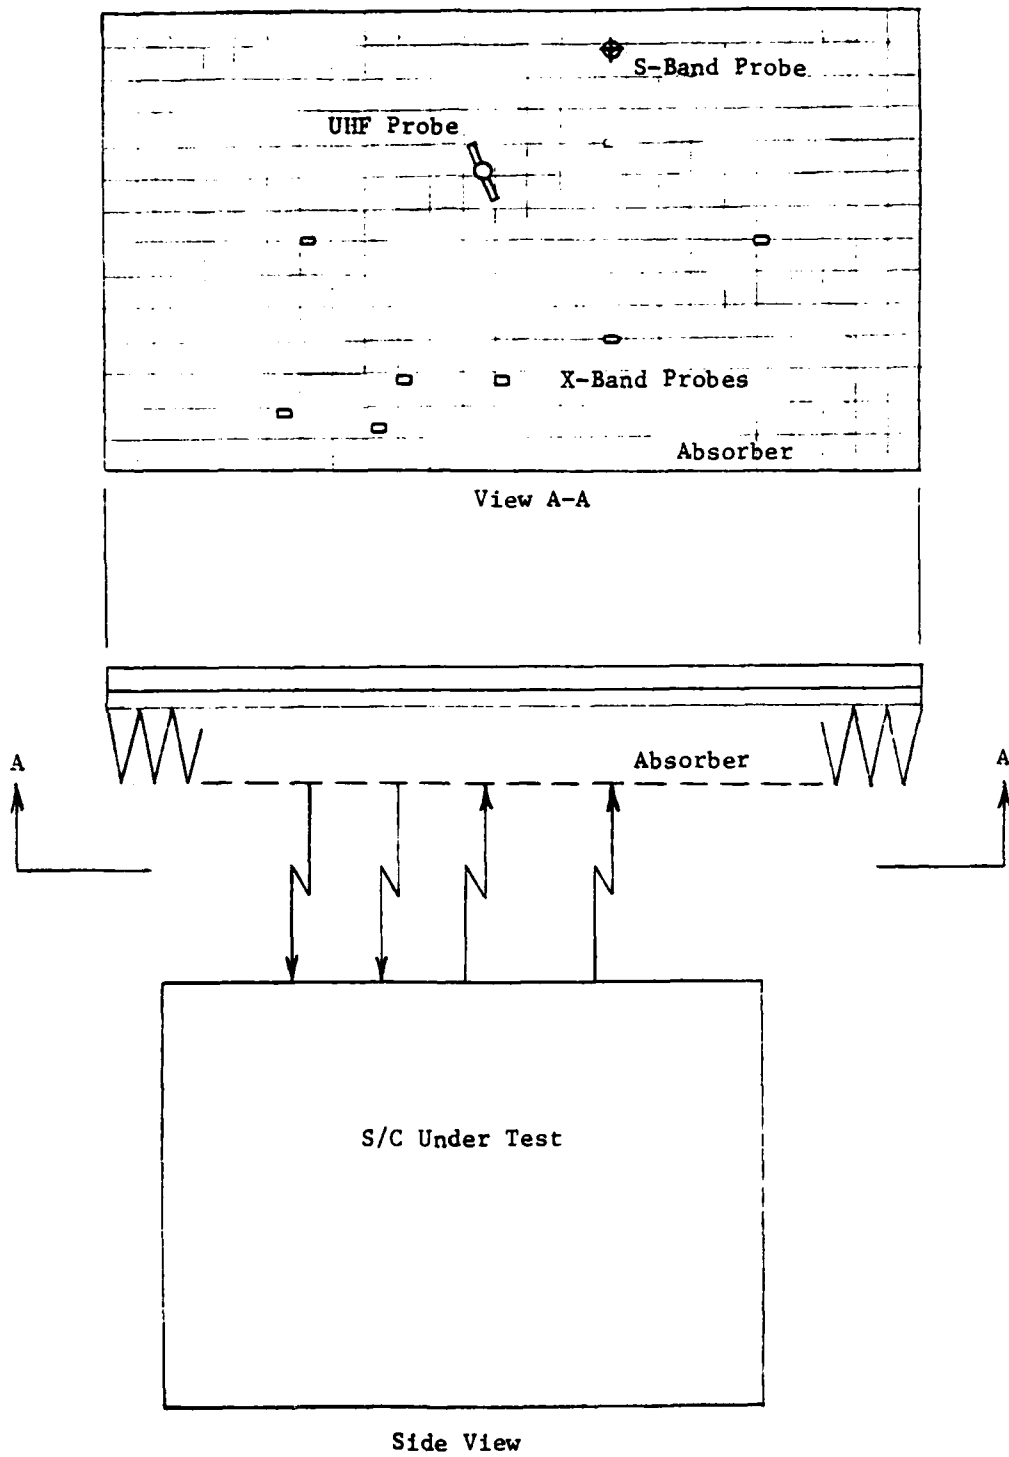 S-Band Probe
UHF Probe
X-Band Probes
Absorber
View A-A
Absorber
A
A
S/C Under Test
Side View